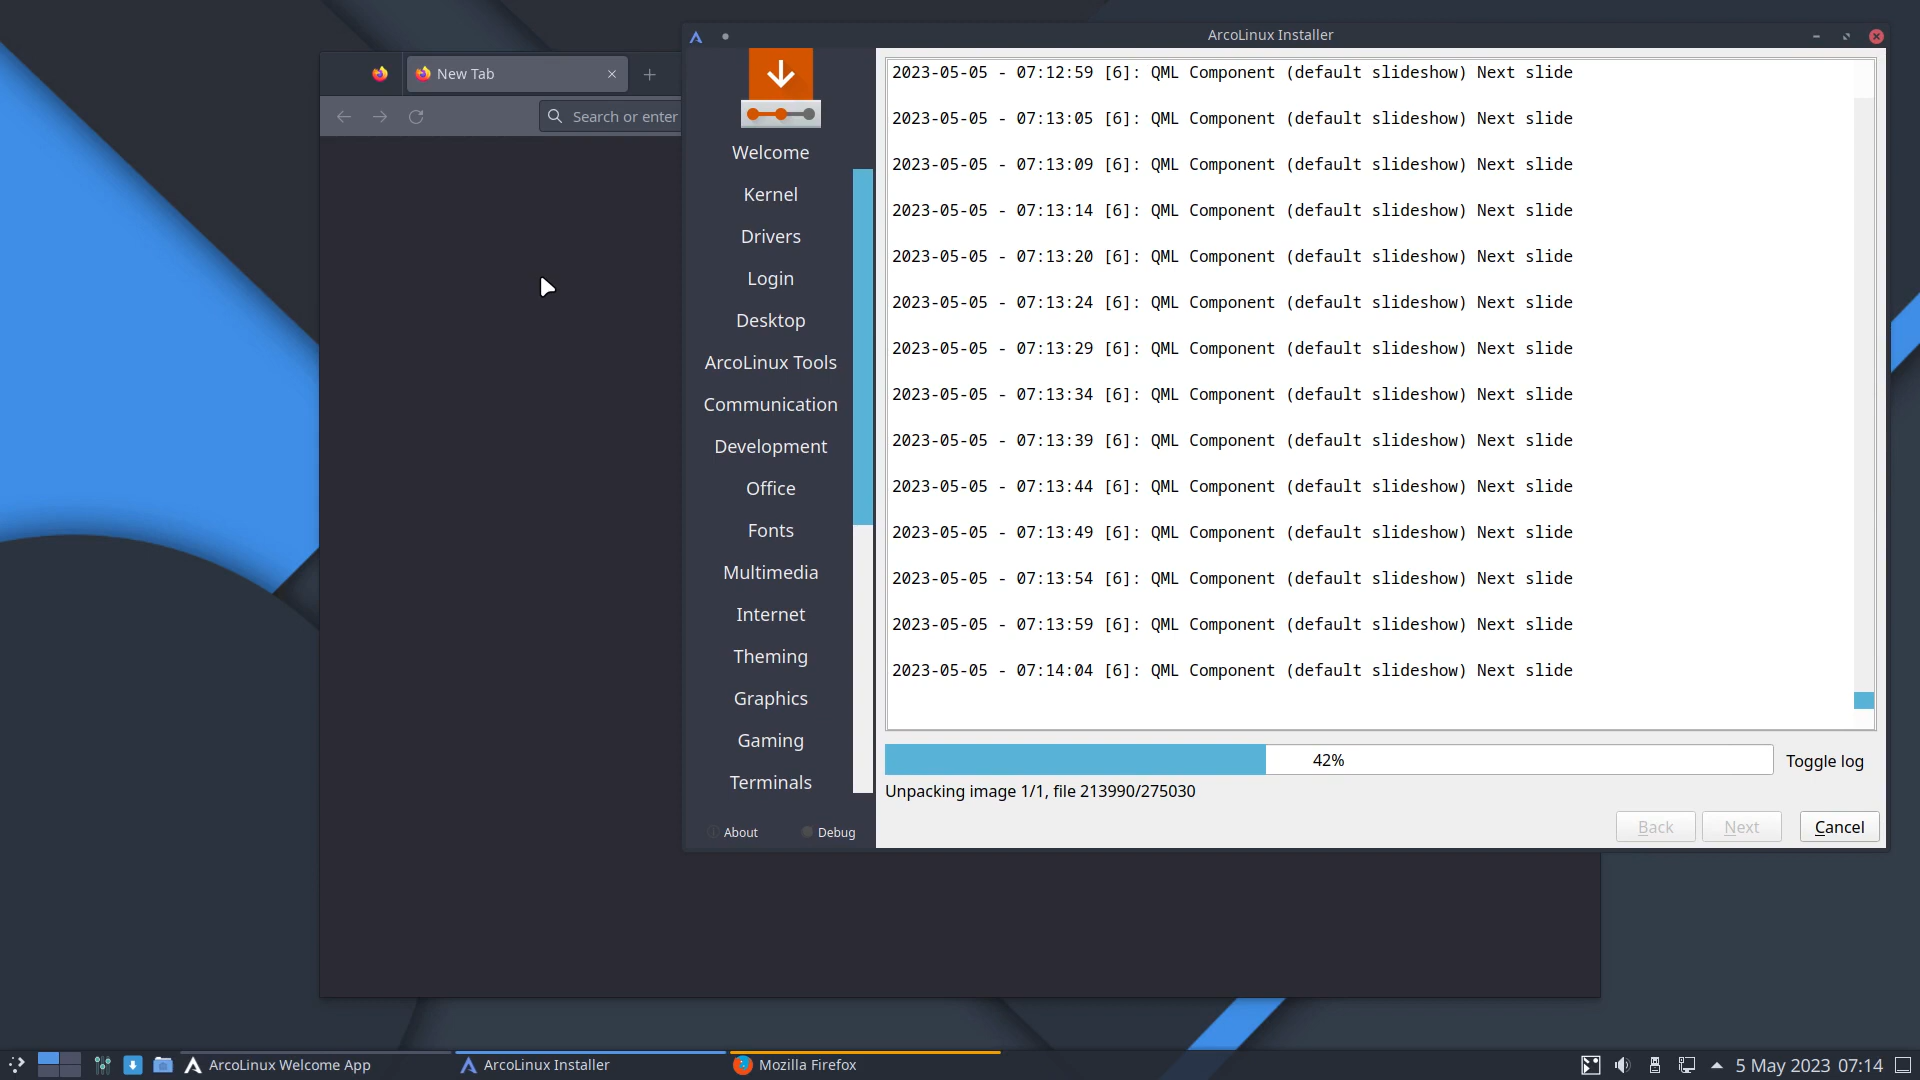 ArcoLinux Installer
New Tab
Search or enter
Welcome
Kernel
Drivers
Login
Desktop
ArcoLinux Tools
Communication
Development
Office
Fonts
Multimedia
Internet
Theming
Graphics
Gaming
Terminals
About
Debug
2023-05-05 - 07:12:59 [6]: QML Component (default slideshow) Next slide
2023-05-05 - 07:13:05 [6]: QML Component (default slideshow) Next slide
2023-05-05 - 07:13:09 [6]: QML Component (default slideshow) Next slide
2023-05-05 - 07:13:14 [6]: QML Component (default slideshow) Next slide
2023-05-05 - 07:13:20 [6]: QML Component (default slideshow) Next slide
2023-05-05 - 07:13:24 [6]: QML Component (default slideshow) Next slide
2023-05-05 - 07:13:29 [6]: QML Component (default slideshow) Next slide
2023-05-05 - 07:13:34 [6]: QML Component (default slideshow) Next slide
2023-05-05 - 07:13:39 [6]: QML Component (default slideshow) Next slide
2023-05-05 - 07:13:44 [6]: QML Component (default slideshow) Next slide
2023-05-05 - 07:13:49 [6]: QML Component (default slideshow) Next slide
2023-05-05 - 07:13:54 [6]: QML Component (default slideshow) Next slide
2023-05-05 - 07:13:59 [6]: QML Component (default slideshow) Next slide
2023-05-05 - 07:14:04 [6]: QML Component (default slideshow) Next slide
42%
Toggle log
Unpacking image 1/1, file 213990/275030
Back
Next
Cancel
ArcoLinux Welcome App
ArcoLinux Installer
Mozilla Firefox
5 May 2023 07:14